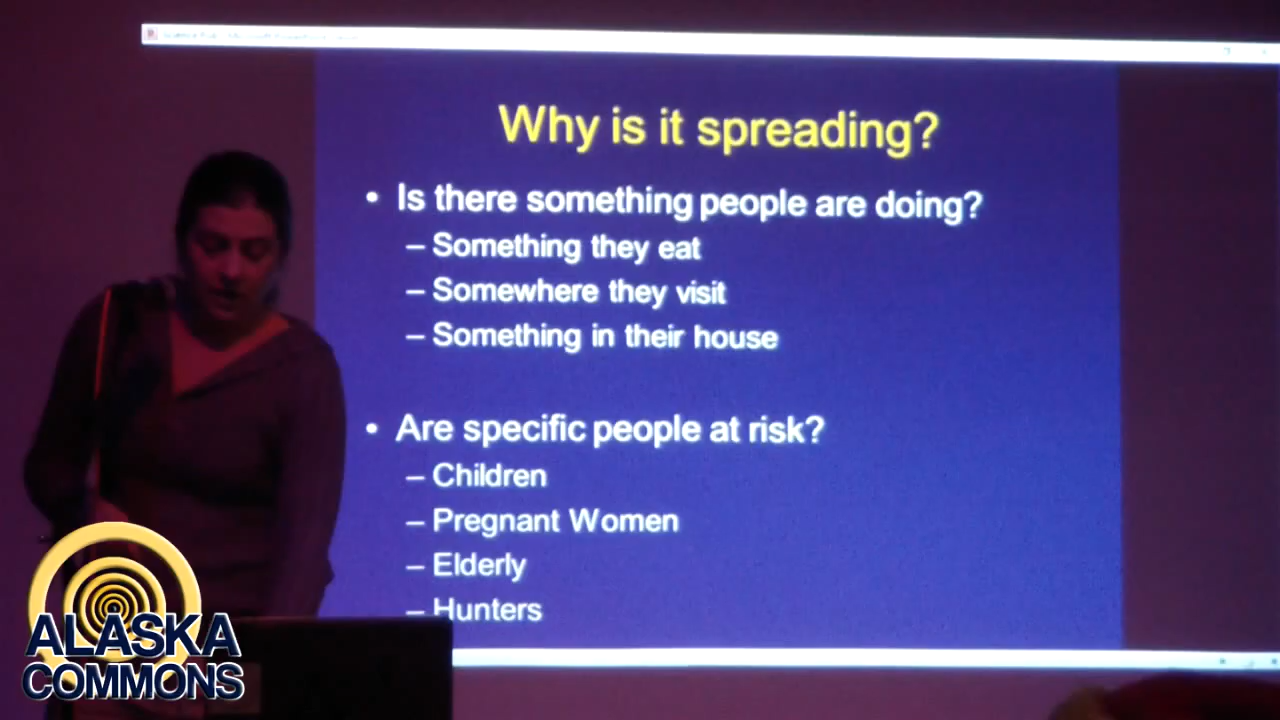 Why is it spreading?
• Is there something people are doing?
– Something they eat
– Somewhere they visit
– Something in their house
• Are specific people at risk?
– Children
– Pregnant Women
– Elderly
– Hunters
ALASKA
COMMONS